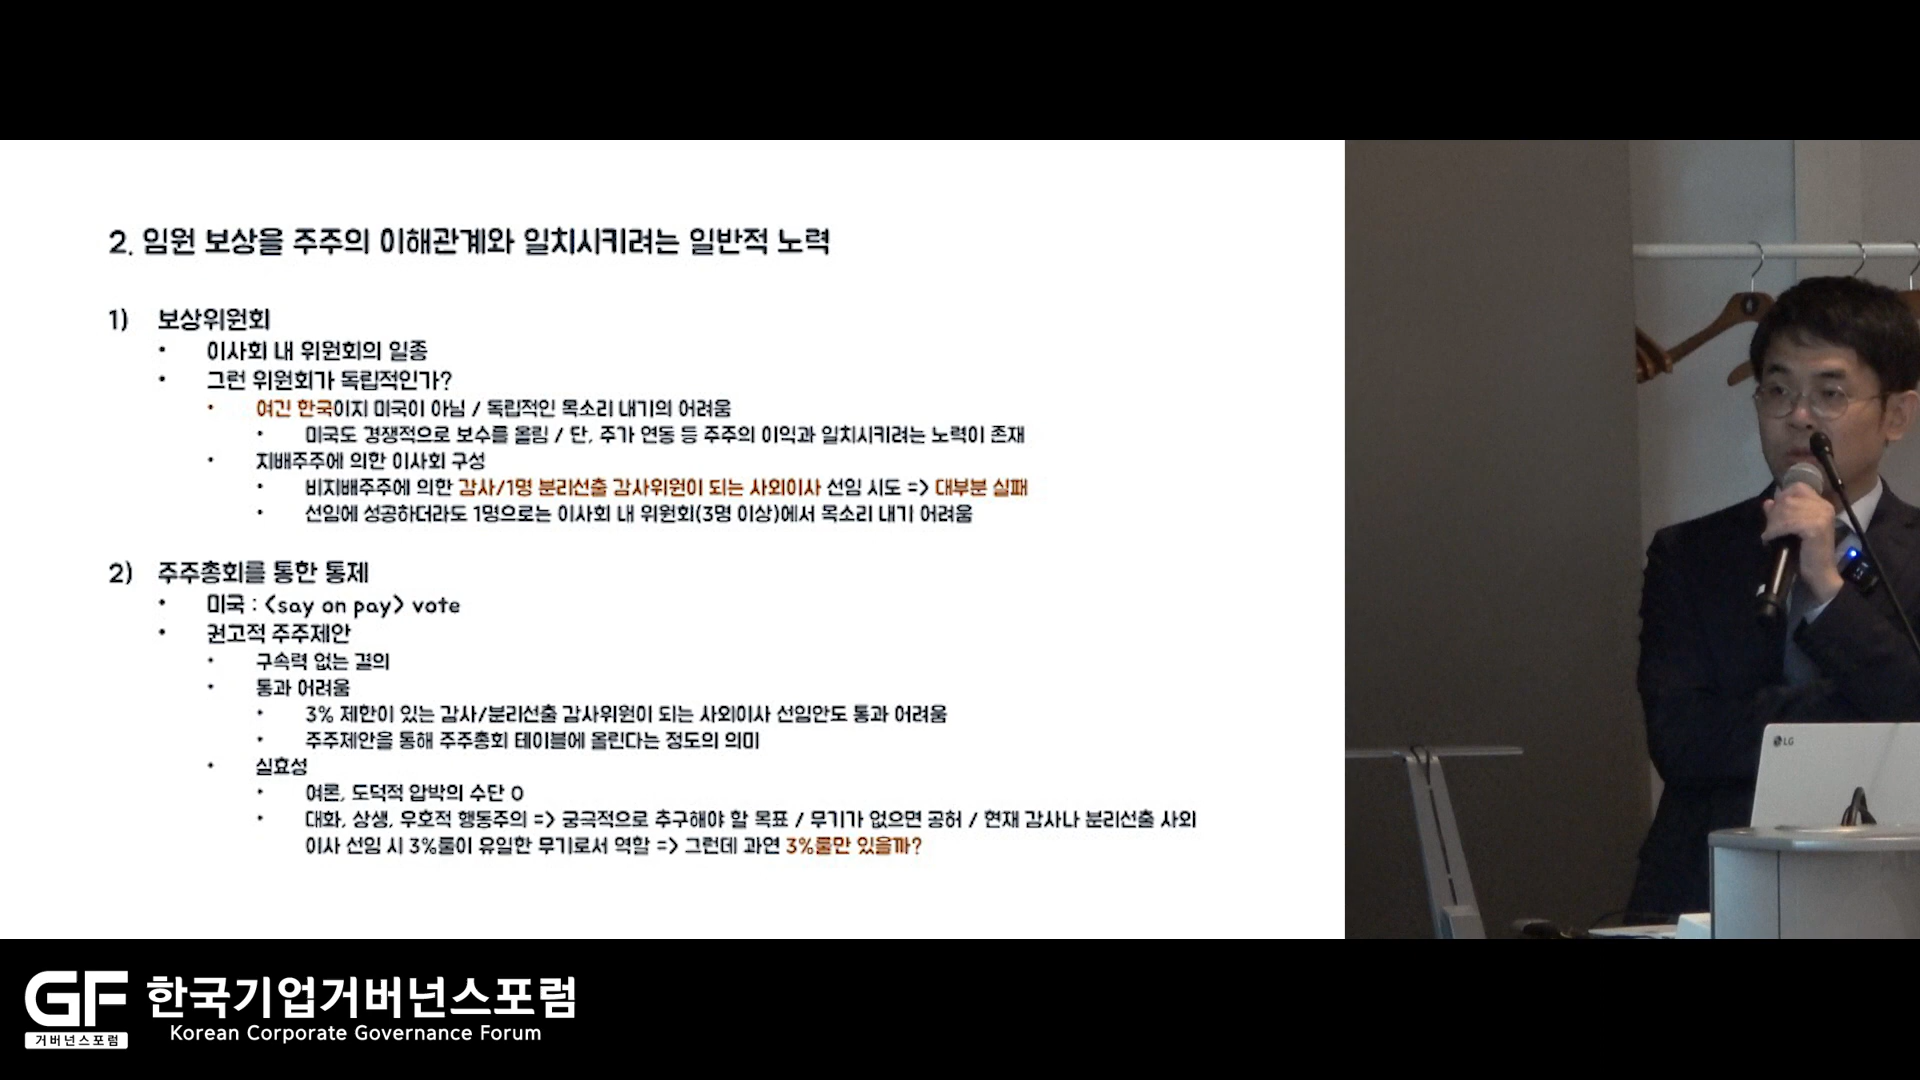 2. 임원 보상을 주주의 이해관계와 일치시키려는 일반적 노력
1) 보상위원회
• 이사회 내 위원회의 일종
• 그런 위원회가 독립적인가?
• 여긴 한국이지 미국이 아님 / 독립적인 목소리 내기의 어려움
• 미국도 경쟁적으로 보수를 올림 / 단, 주가 연동 등 주주의 이익과 일치시키려는 노력이 존재
• 지배주주에 의한 이사회 구성
• 비지배주주에 의한 감사/1명 분리선출 감사위원이 되는 사외이사 선임 시도 => 대부분 실패
• 선임에 성공하더라도 1명으로는 이사회 내 위원회(3명 이상)에서 목소리 내기 어려움
2) 주주총회를 통한 통제
• 미국 : <say on pay> vote
• 권고적 주주제안
• 구속력 없는 결의
• 통과 어려움
• 3% 제한이 있는 감사/분리선출 감사위원이 되는 사외이사 선임안도 통과 어려움
• 주주제안을 통해 주주총회 테이블에 올린다는 정도의 의미
• 실효성
• 여론, 도덕적 압박의 수단 O
• 대화, 상생, 우호적 행동주의 => 궁극적으로 추구해야 할 목표 / 무기가 없으면 공허 / 현재 감사나 분리선출 사외
이사 선임 시 3%룰이 유일한 무기로서 역할 => 그런데 과연 3%룰만 있을까?
LG
GF 한국기업거버넌스포럼
거버넌스포럼 Korean Corporate Governance Forum